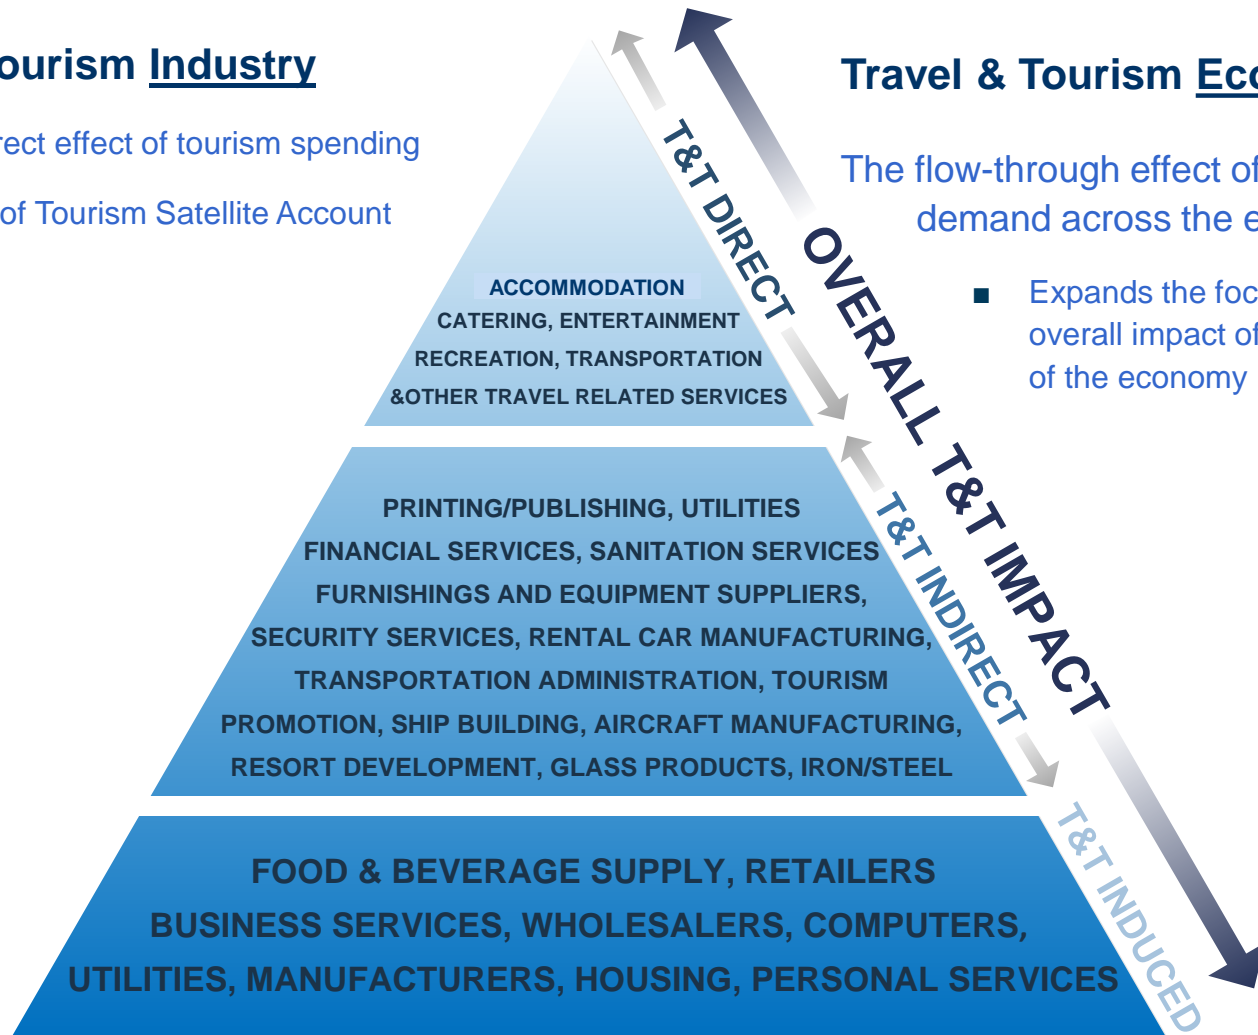 ourism Industry
rect effect of tourism spending
of Tourism Satellite Account
Travel & Tourism Eco
The flow-through effect of
demand across the e
■ Expands the foc
overall impact of
of the economy
T&T DIRECT
OVERALL T&T IMPACT
T&T INDIRECT
T&T INDUCED
ACCOMMODATION
CATERING, ENTERTAINMENT
RECREATION, TRANSPORTATION
&OTHER TRAVEL RELATED SERVICES
PRINTING/PUBLISHING, UTILITIES
FINANCIAL SERVICES, SANITATION SERVICES
FURNISHINGS AND EQUIPMENT SUPPLIERS,
SECURITY SERVICES, RENTAL CAR MANUFACTURING,
TRANSPORTATION ADMINISTRATION, TOURISM
PROMOTION, SHIP BUILDING, AIRCRAFT MANUFACTURING,
RESORT DEVELOPMENT, GLASS PRODUCTS, IRON/STEEL
FOOD & BEVERAGE SUPPLY, RETAILERS
BUSINESS SERVICES, WHOLESALERS, COMPUTERS,
UTILITIES, MANUFACTURERS, HOUSING, PERSONAL SERVICES